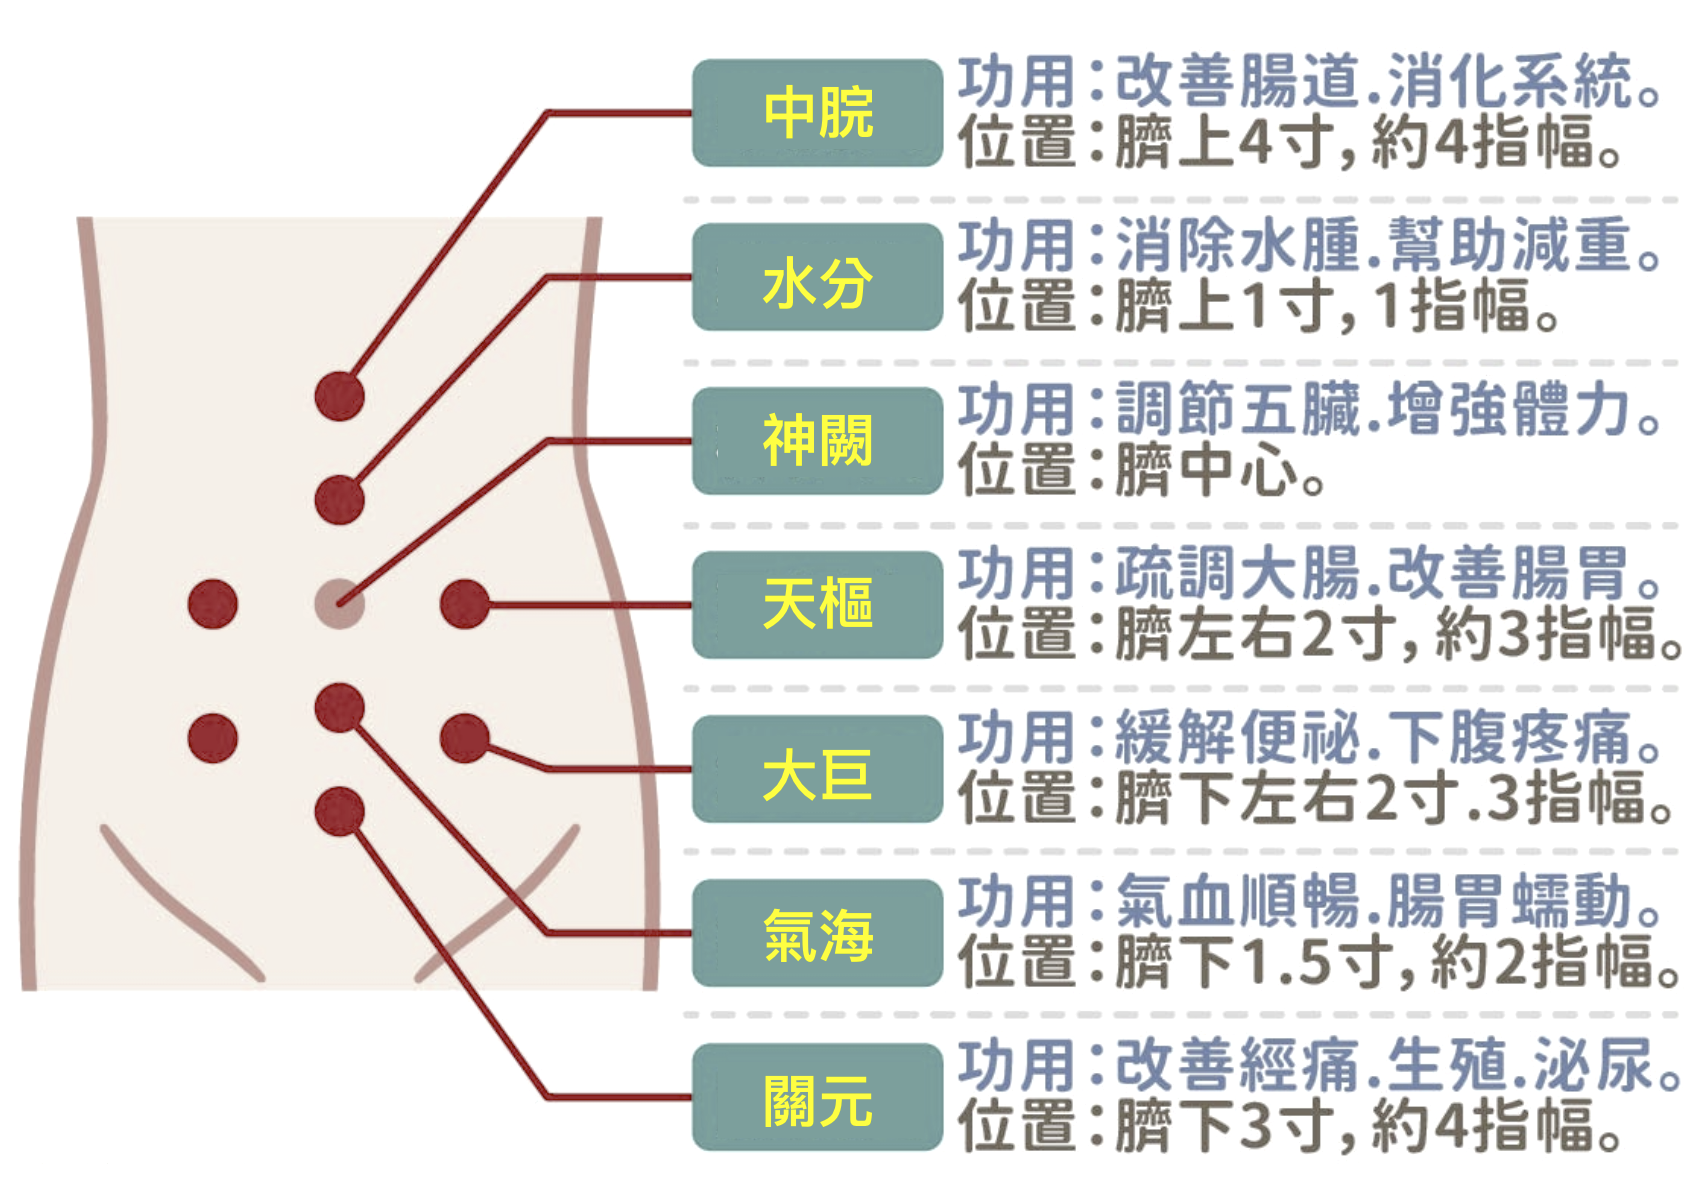 中脘
功用：改善腸道.消化系統。
位置：臍上4寸，約4指幅。
水分
功用：消除水腫.幫助減重。
位置：臍上1寸，1指幅。
神闕
功用：調節五臟.增強體力。
位置：臍中心。
天樞
功用：疏調大腸.改善腸胃。
位置：臍左右2寸，約3指幅。
大巨
功用：緩解便祕.下腹疼痛。
位置：臍下左右2寸.3指幅。
氣海
功用：氣血順暢.腸胃蠕動。
位置：臍下1.5寸，約2指幅。
關元
功用：改善經痛.生殖.泌尿。
位置：臍下3寸，約4指幅。